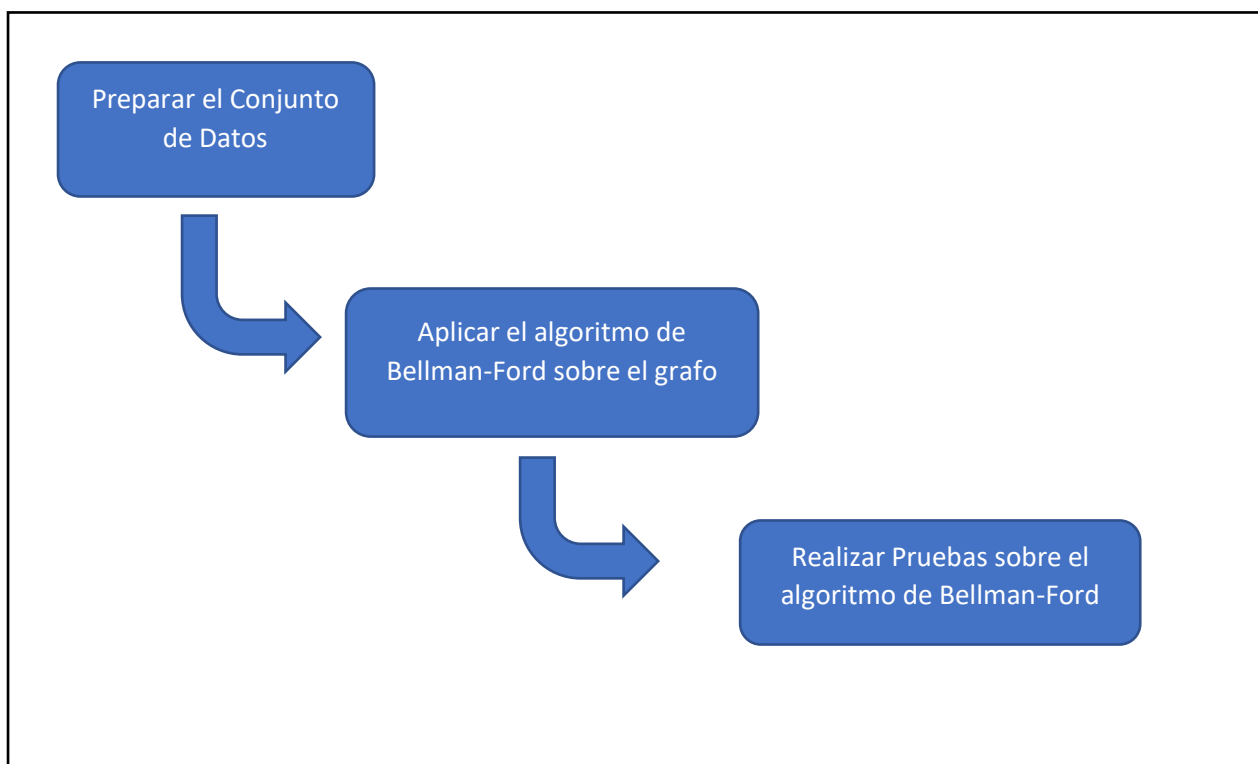 Preparar el Conjunto
de Datos
Aplicar el algoritmo de
Bellman-Ford sobre el grafo
Realizar Pruebas sobre el
algoritmo de Bellman-Ford